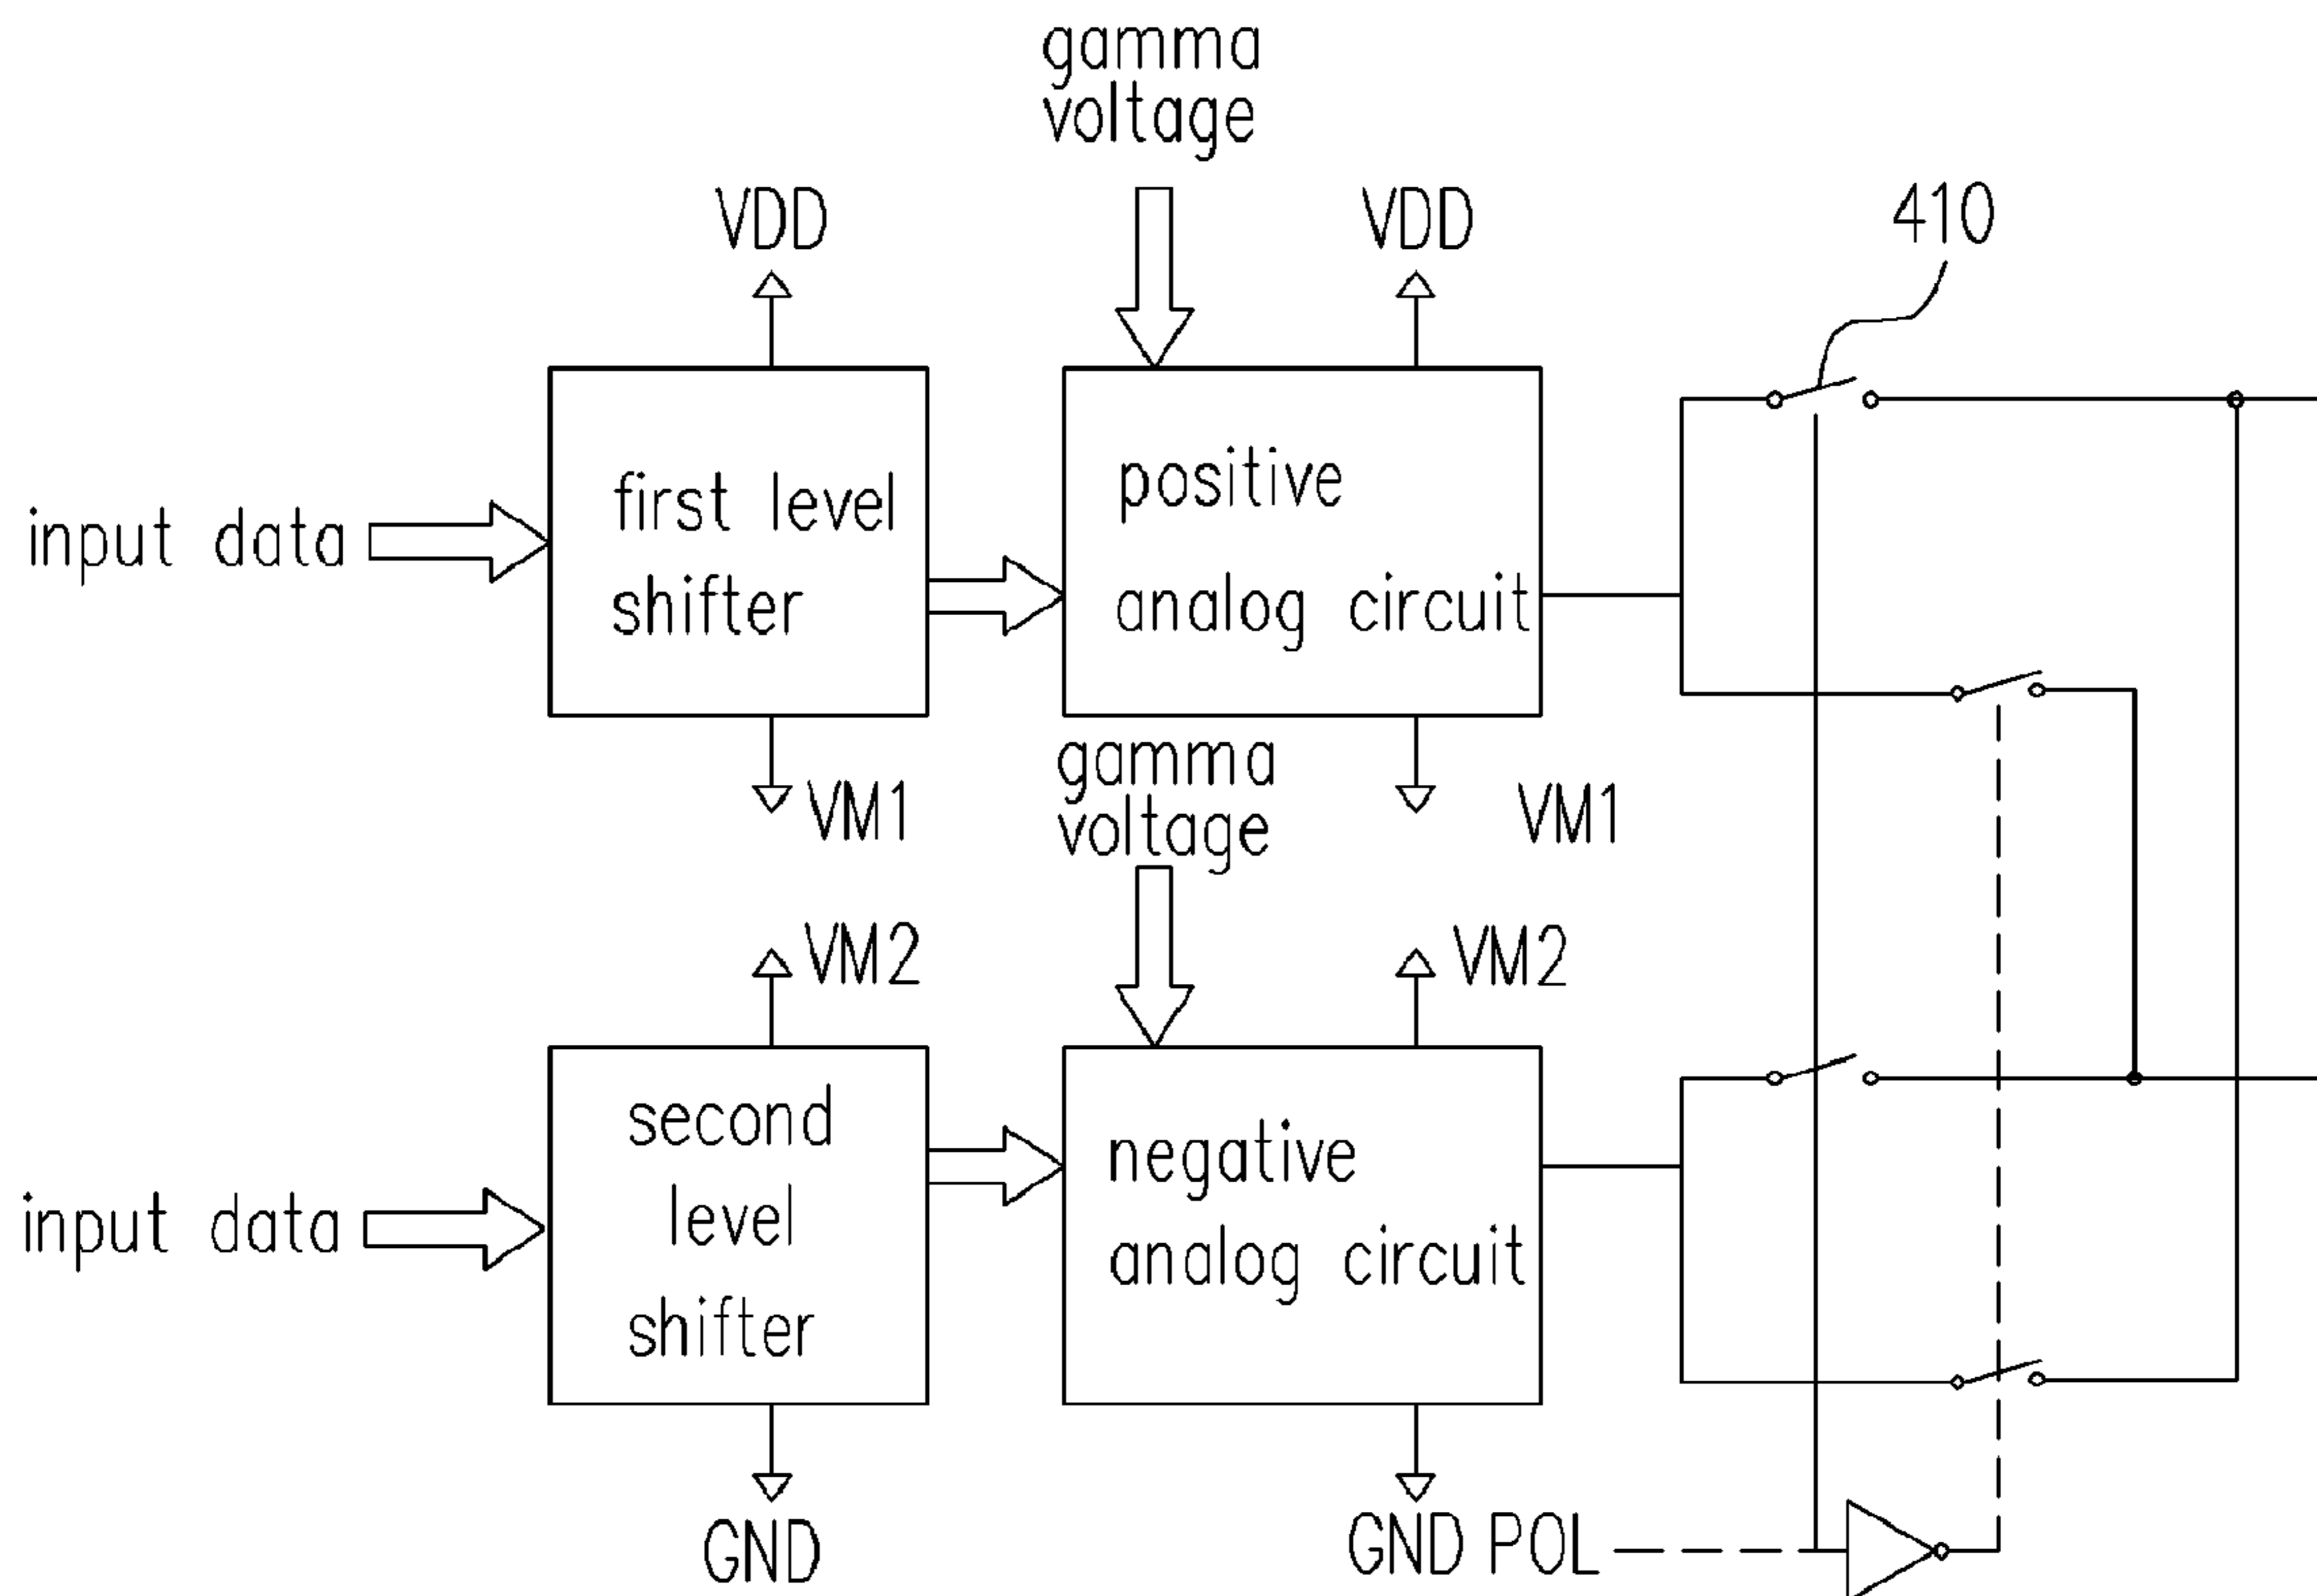 gamma
voltage
VDD
VDD
410
input data
first level
shifter
positive
analog circuit
VM1
VM1
gamma
voltage
VM2
VM2
input data
second
level
shifter
negative
analog circuit
GND
GND
POL